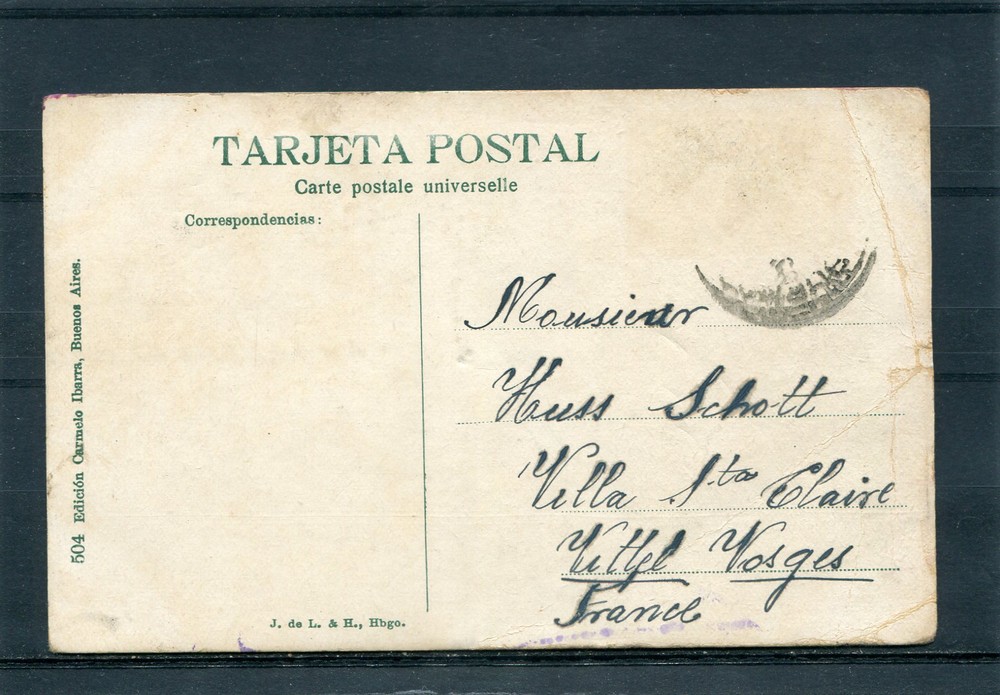 TARJETA POSTAL
Carte postale universelle
Correspondencias:
504 Edición Carmelo Ibarra, Buenos Aires.
Monsieur
Huss Schott
Villa Sta Claire
Vittel Vosges
France
J. de L. & H., Hbgo.